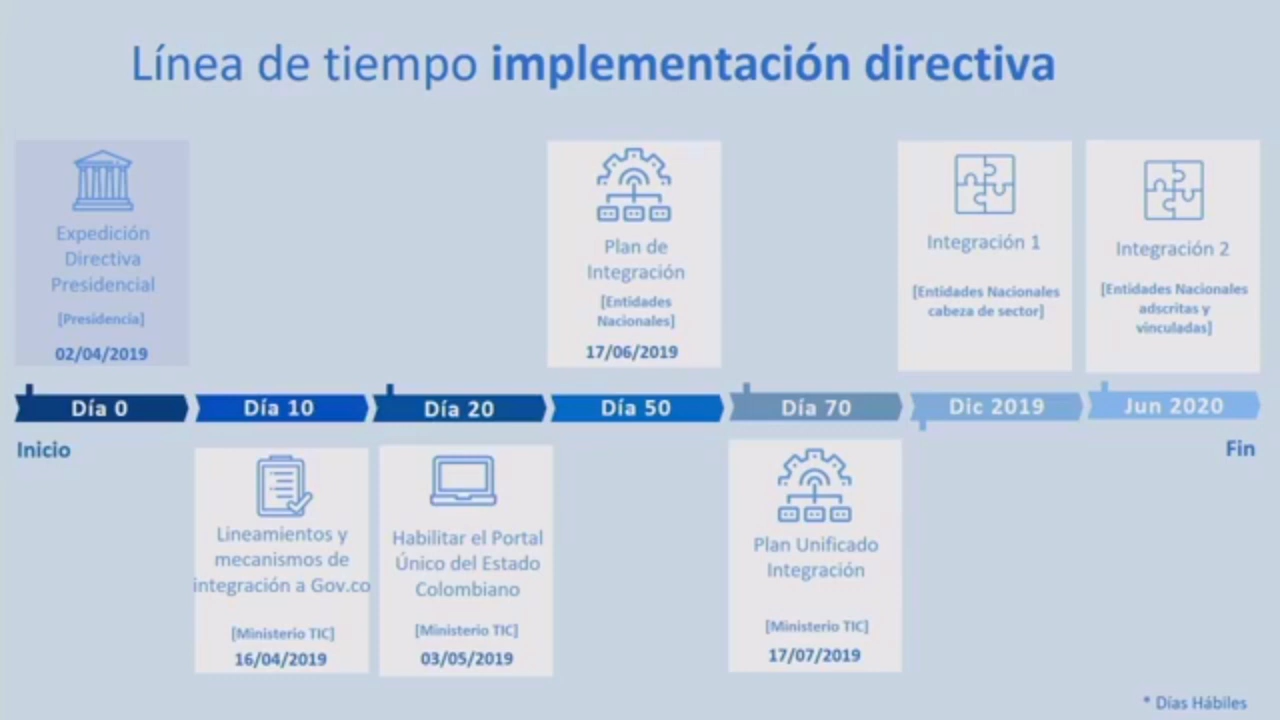 Línea de tiempo implementación directiva
Expedición
Directiva
Presidencial
[Presidencia]
02/04/2019
Plan de
Integración
[Entidades
Nacionales]
17/06/2019
Integración 1
[Entidades Nacionales
cabeza de sector]
Integración 2
[Entidades Nacionales
adscritas y
vinculadas]
Día 0
Día 10
Día 20
Día 50
Día 70
Dic 2019
Jun 2020
Inicio
Fin
Lineamientos y
mecanismos de
integración a Gov.co
[Ministerio TIC]
16/04/2019
Habilitar el Portal
Único del Estado
Colombiano
[Ministerio TIC]
03/05/2019
Plan Unificado
Integración
[Ministerio TIC]
17/07/2019
* Días Hábiles